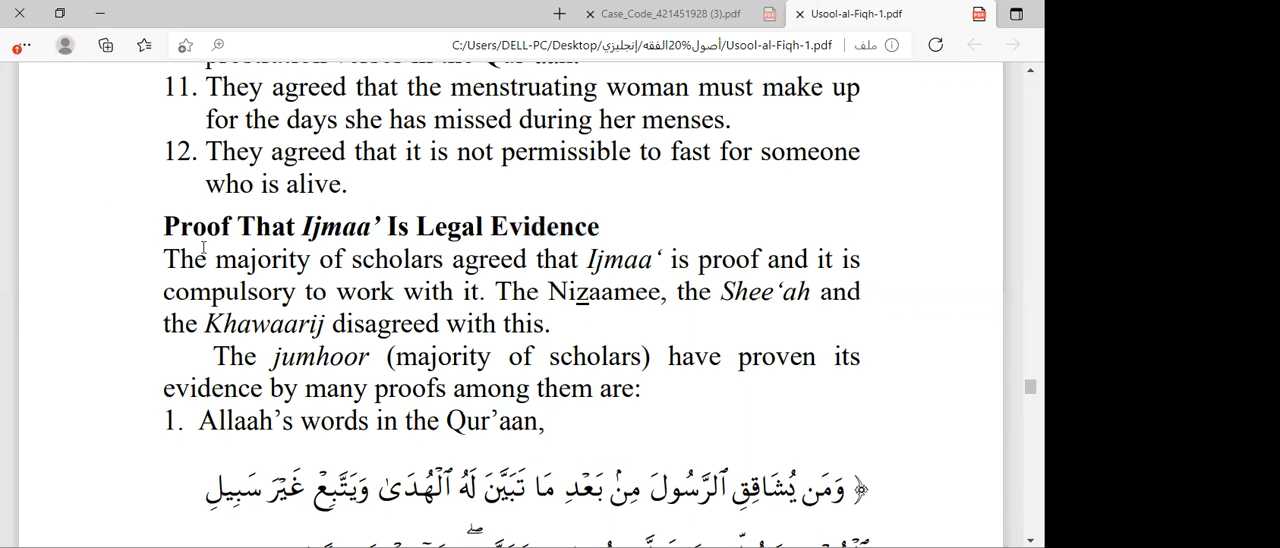 Case_Code_421451928 (3).pdf
Usool-al-Fiqh-1.pdf
C:/Users/DELL-PC/Desktop/أصول%20الفقه/إنجليزي/Usool-al-Fiqh-1.pdf
ملف
11. They agreed that the menstruating woman must make up
for the days she has missed during her menses.
12. They agreed that it is not permissible to fast for someone
who is alive.
Proof That Ijmaa’ Is Legal Evidence
The majority of scholars agreed that Ijmaa‘ is proof and it is
compulsory to work with it. The Nizaamee, the Shee‘ah and
the Khawaarij disagreed with this.
The jumhoor (majority of scholars) have proven its
evidence by many proofs among them are:
1. Allaah’s words in the Qur’aan,
﴿ وَمَن يُشَاقِقِ ٱلرَّسُولَ مِنۢ بَعْدِ مَا تَبَيَّنَ لَهُ ٱلْهُدَىٰ وَيَتَّبِعْ غَيْرَ سَبِيلِ